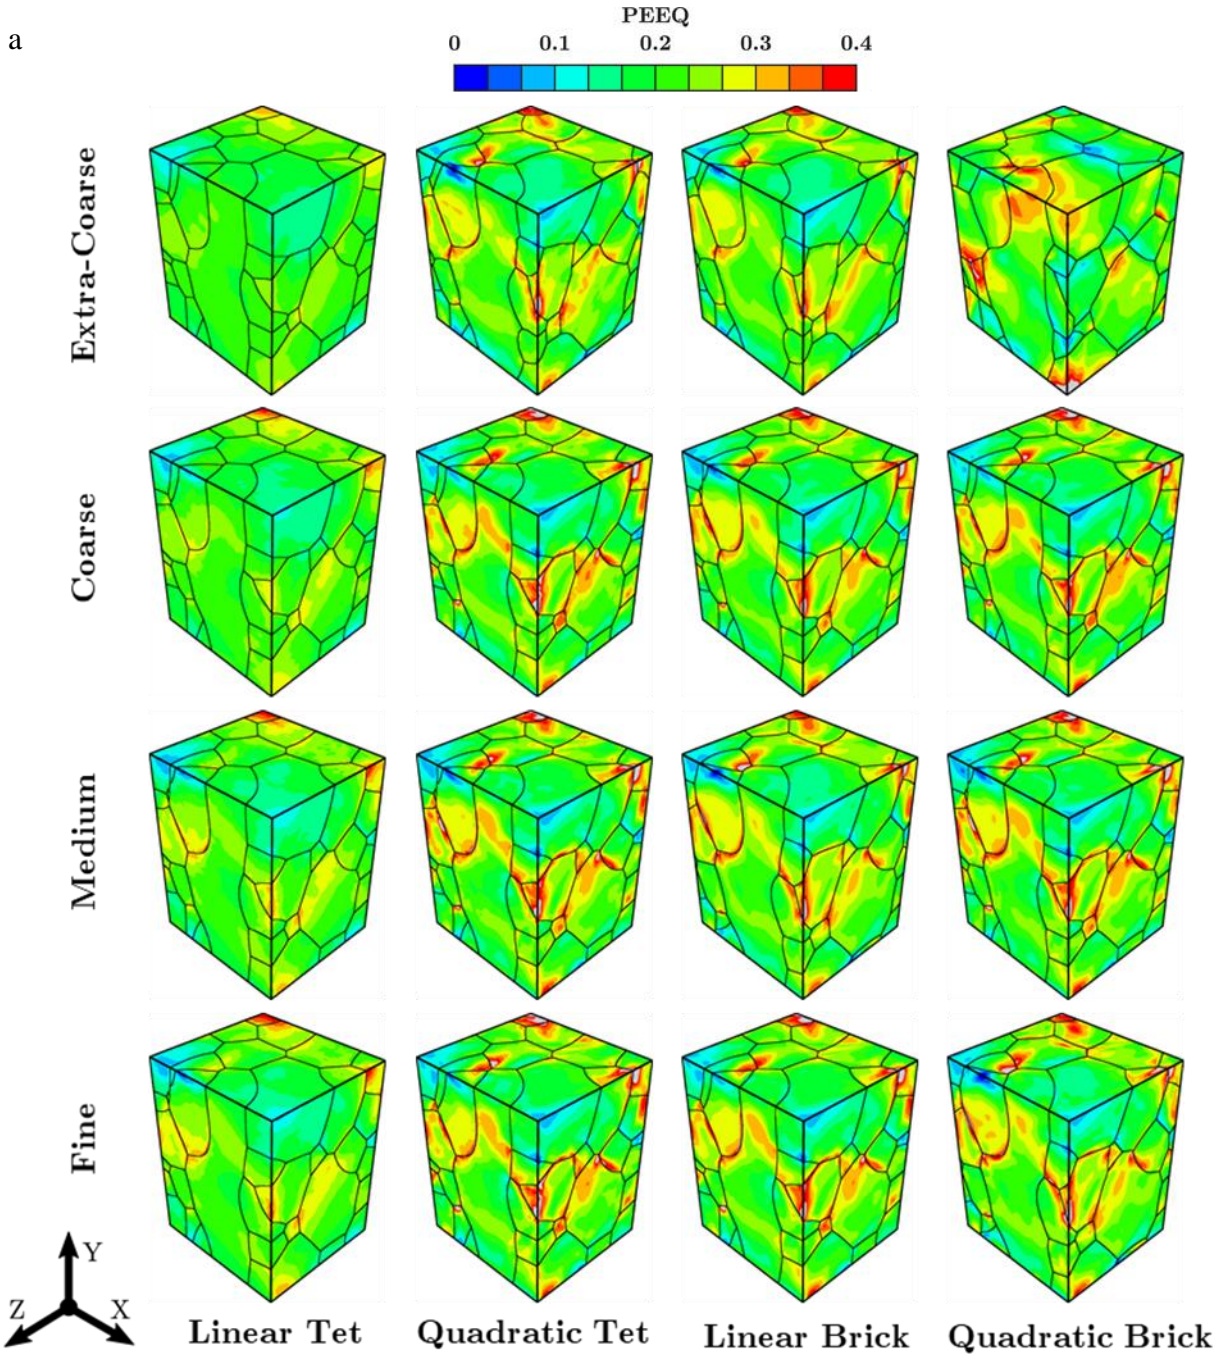 a
PEEQ
0 0.1 0.2 0.3 0.4
Extra-Coarse
Coarse
Medium
Fine
Y
Z X
Linear Tet Quadratic Tet Linear Brick Quadratic Brick